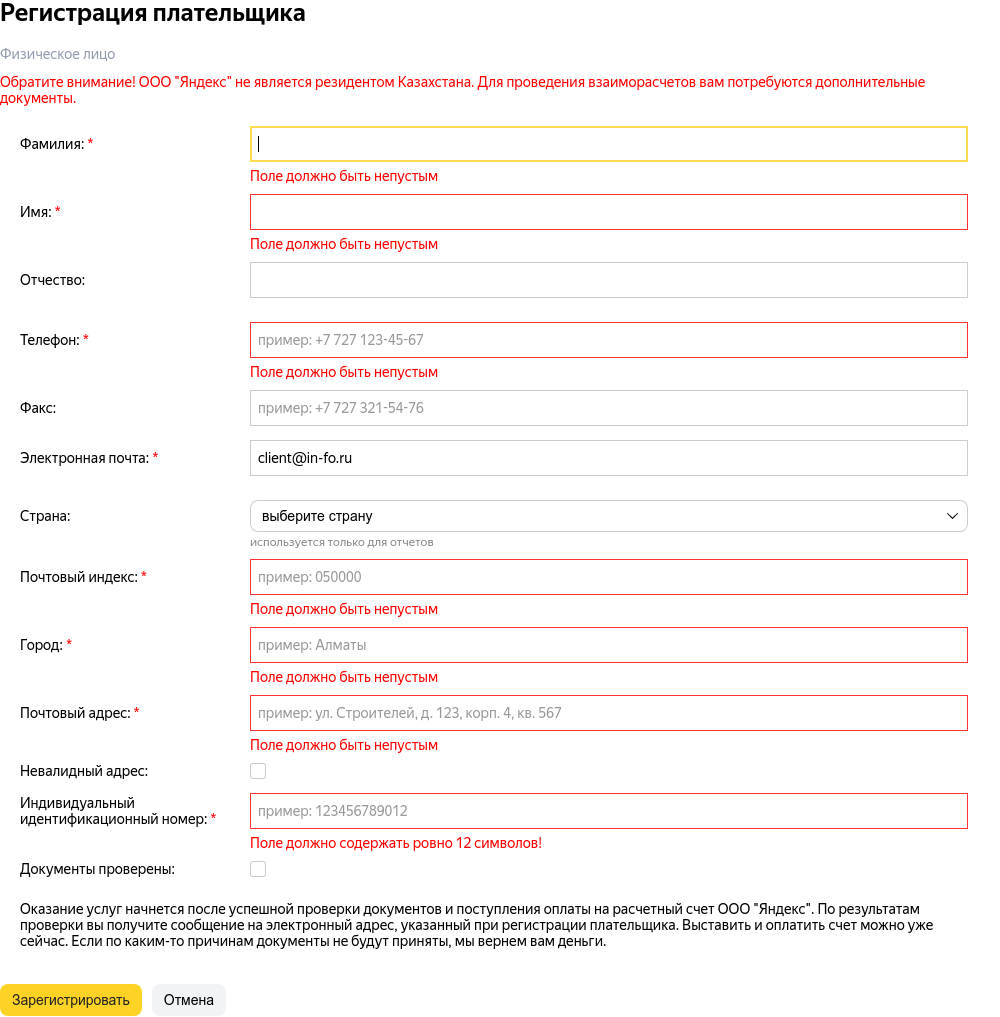 Регистрация плательщика
Физическое лицо
Обратите внимание! ООО "Яндекс" не является резидентом Казахстана. Для проведения взаиморасчетов вам потребуются дополнительные
документы.
Фамилия: *
Поле должно быть непустым
Имя: *
Поле должно быть непустым
Отчество:
Телефон: * пример: +7 727 123-45-67
Поле должно быть непустым
Факс: пример: +7 727 321-54-76
Электронная почта: * client@in-fo.ru
Страна: выберите страну
используется только для отчетов
Почтовый индекс: * пример: 050000
Поле должно быть непустым
Город: * пример: Алматы
Поле должно быть непустым
Почтовый адрес: * пример: ул. Строителей, д. 123, корп. 4, кв. 567
Поле должно быть непустым
Невалидный адрес:
Индивидуальный
идентификационный номер: * пример: 123456789012
Поле должно содержать ровно 12 символов!
Документы проверены:
Оказание услуг начнется после успешной проверки документов и поступления оплаты на расчетный счет ООО "Яндекс". По результатам
проверки вы получите сообщение на электронный адрес, указанный при регистрации плательщика. Выставить и оплатить счет можно уже
сейчас. Если по каким-то причинам документы не будут приняты, мы вернем вам деньги.
Зарегистрировать Отмена